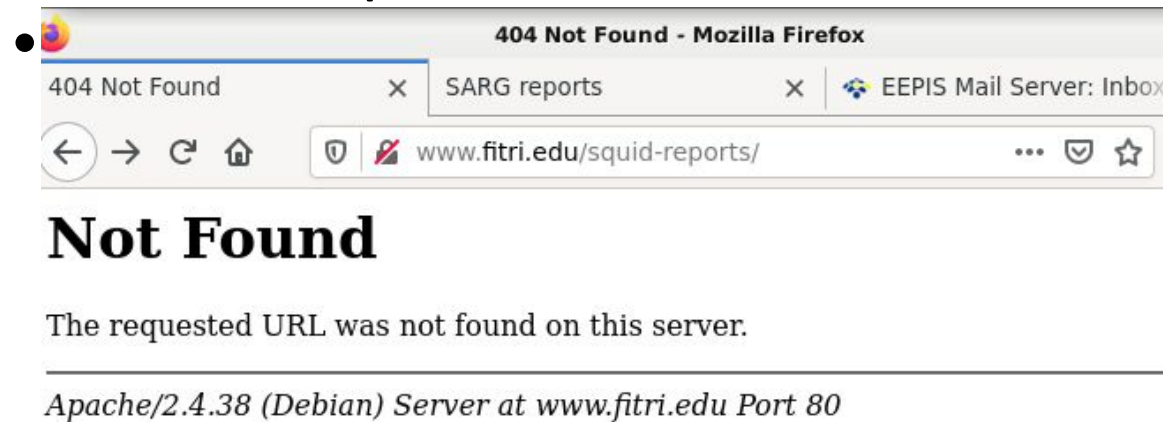 404 Not Found - Mozilla Firefox
404 Not Found SARG reports EEPIS Mail Server: Inbox
www.fitri.edu/squid-reports/
Not Found
The requested URL was not found on this server.
Apache/2.4.38 (Debian) Server at www.fitri.edu Port 80